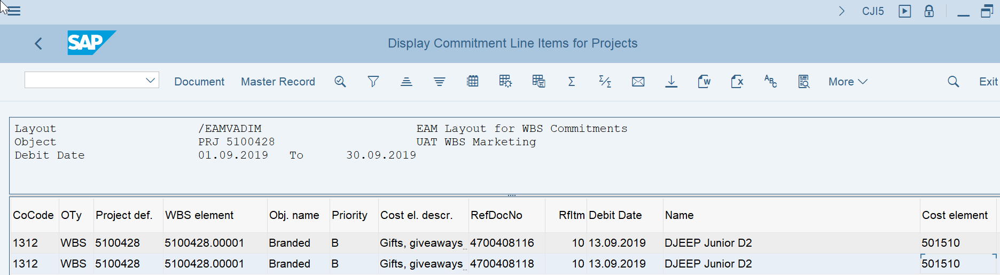 CJI5
SAP Display Commitment Line Items for Projects
Document Master Record More Exit
Layout /EAMVADIM EAM Layout for WBS Commitments
Object PRJ 5100428 UAT WBS Marketing
Debit Date 01.09.2019 To 30.09.2019
CoCode OTy Project def. WBS element Obj. name Priority Cost el. descr. RefDocNo RfItm Debit Date Name Cost element
1312 WBS 5100428 5100428.00001 Branded B Gifts, giveaways... 4700408116 10 13.09.2019 DJEEP Junior D2 501510
1312 WBS 5100428 5100428.00001 Branded B Gifts, giveaways... 4700408118 10 13.09.2019 DJEEP Junior D2 501510